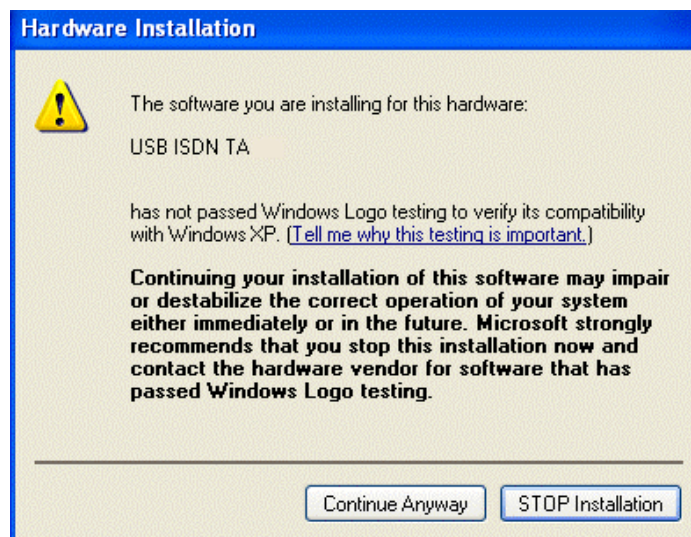 Hardware Installation
The software you are installing for this hardware:
USB ISDN TA
has not passed Windows Logo testing to verify its compatibility
with Windows XP. (Tell me why this testing is important.)
Continuing your installation of this software may impair
or destabilize the correct operation of your system
either immediately or in the future. Microsoft strongly
recommends that you stop this installation now and
contact the hardware vendor for software that has
passed Windows Logo testing.
Continue Anyway STOP Installation